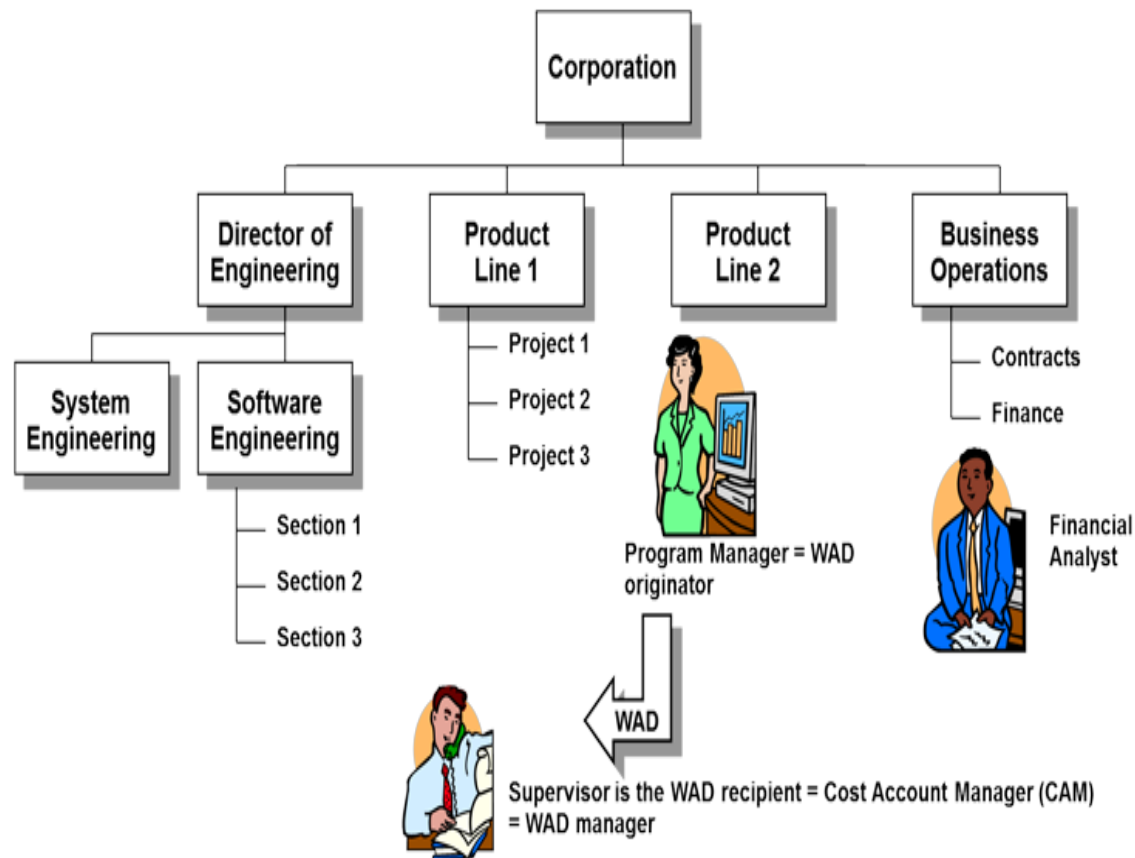 Corporation
Director of
Engineering
Product
Line 1
Product
Line 2
Business
Operations
System
Engineering
Software
Engineering
Project 1
Project 2
Project 3
Contracts
Finance
Section 1
Section 2
Section 3
Program Manager = WAD
originator
Financial
Analyst
WAD
Supervisor is the WAD recipient = Cost Account Manager (CAM)
= WAD manager